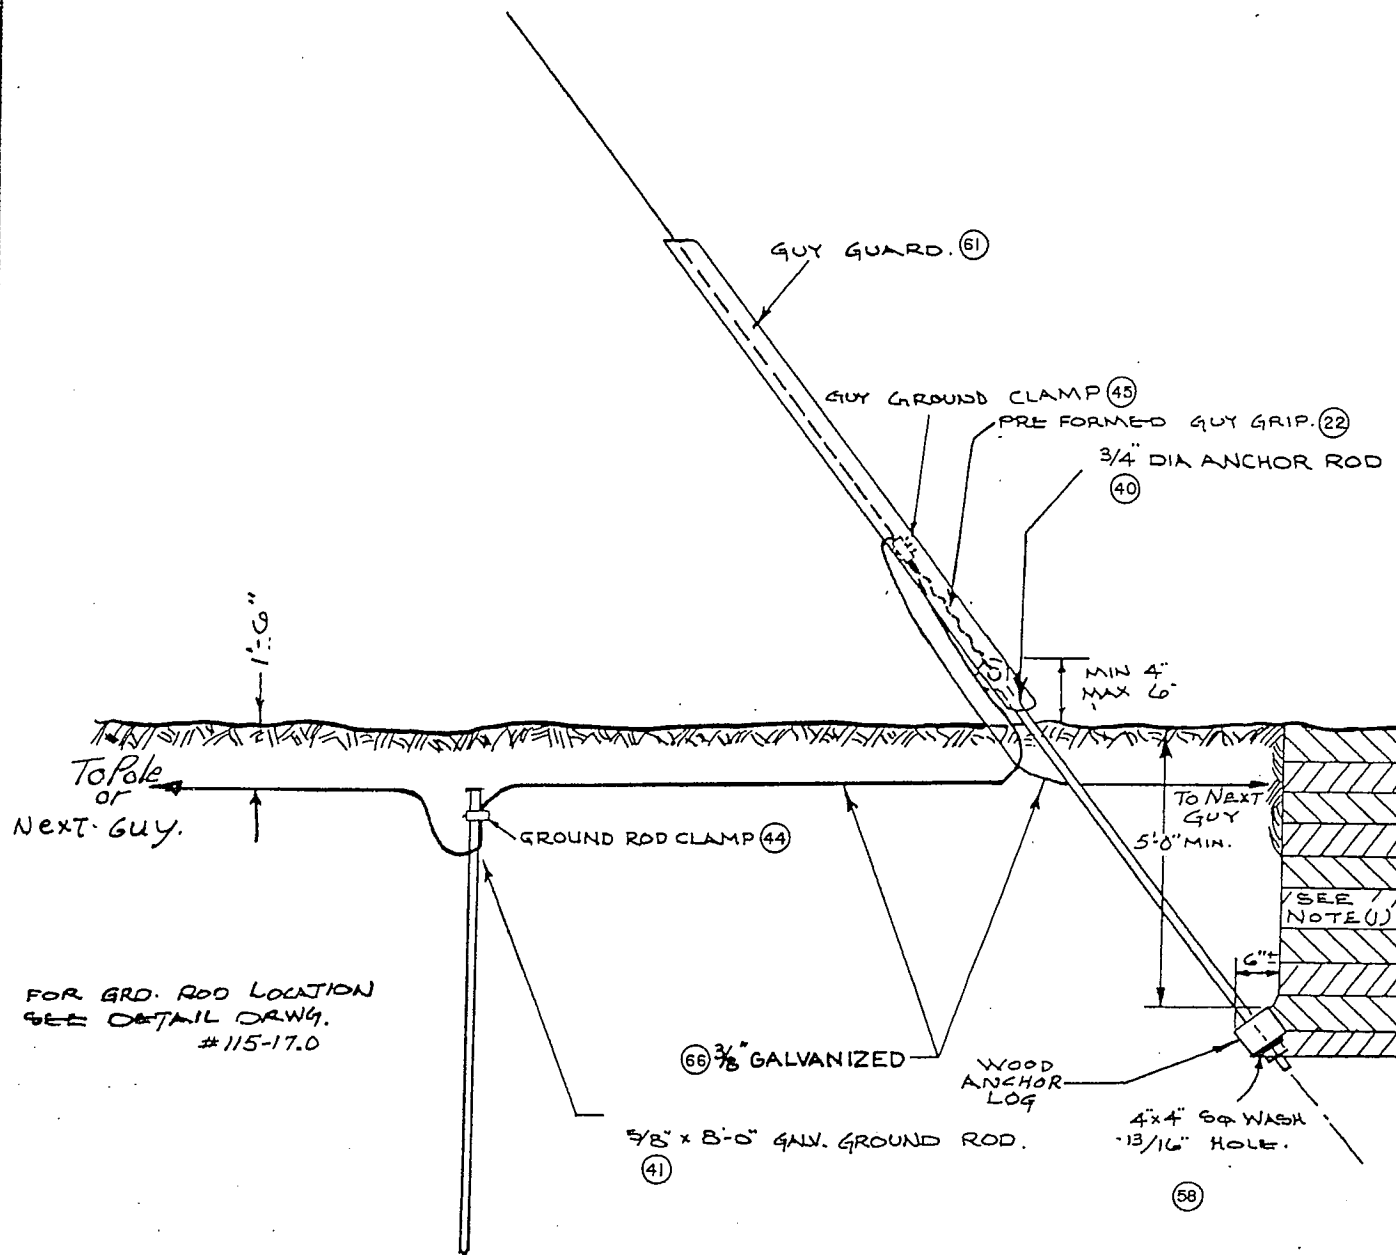 GUY GUARD. 61
GUY GROUND CLAMP 45
PRE FORMED GUY GRIP. 22
3/4" DIA ANCHOR ROD
40
1'-6"
MIN 4"
MAX 6"
To Pole
or
NexT. GUY.
TO NEXT
GUY
5'-0" MIN.
GROUND ROD CLAMP 44
SEE
NOTE (1)
6"±
FOR GRD. ROD LOCATION
SEE DETAIL DRWG.
#115-17.0
66 3/8" GALVANIZED
WOOD
ANCHOR
LOG
4"x4" SQ WASH
13/16" HOLE.
58
5/8" x 8'-0" GALV. GROUND ROD.
41